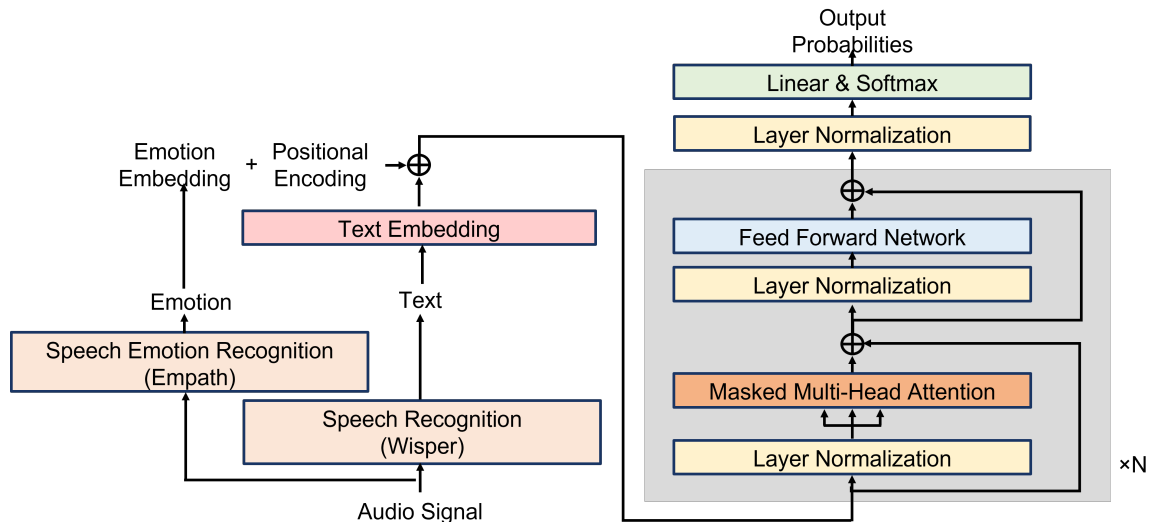 Output
Probabilities
Linear & Softmax
Layer Normalization
Emotion
Embedding
+
Positional
Encoding
Text Embedding
Feed Forward Network
Layer Normalization
Emotion
Text
Speech Emotion Recognition
(Empath)
Masked Multi-Head Attention
Speech Recognition
(Wisper)
Layer Normalization
×N
Audio Signal